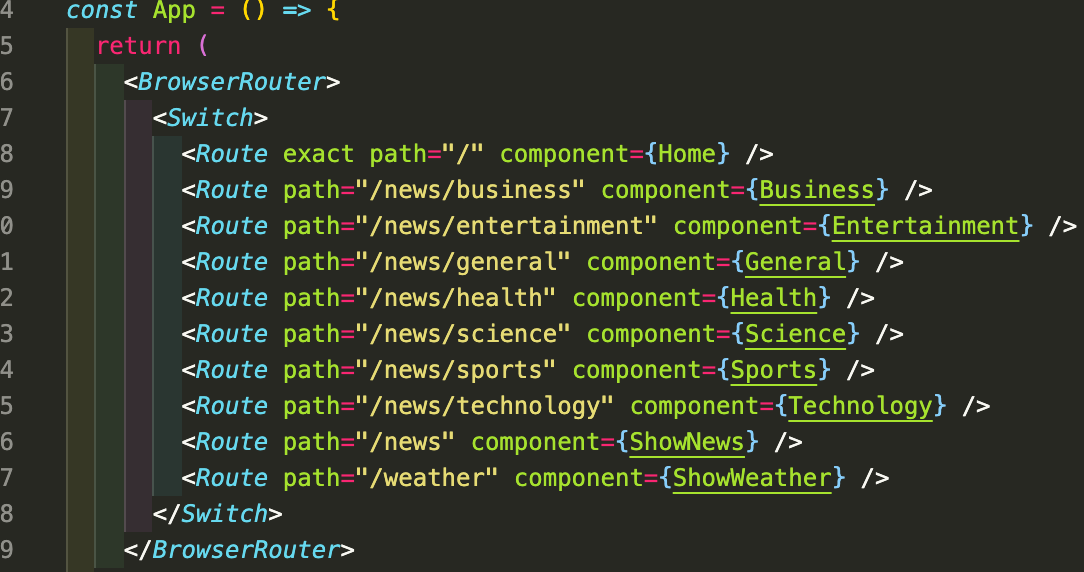 4 const App = () => {
5 return (
6 <BrowserRouter>
7 <Switch>
8 <Route exact path="/" component={Home} />
9 <Route path="/news/business" component={Business} />
0 <Route path="/news/entertainment" component={Entertainment} />
1 <Route path="/news/general" component={General} />
2 <Route path="/news/health" component={Health} />
3 <Route path="/news/science" component={Science} />
4 <Route path="/news/sports" component={Sports} />
5 <Route path="/news/technology" component={Technology} />
6 <Route path="/news" component={ShowNews} />
7 <Route path="/weather" component={ShowWeather} />
8 </Switch>
9 </BrowserRouter>